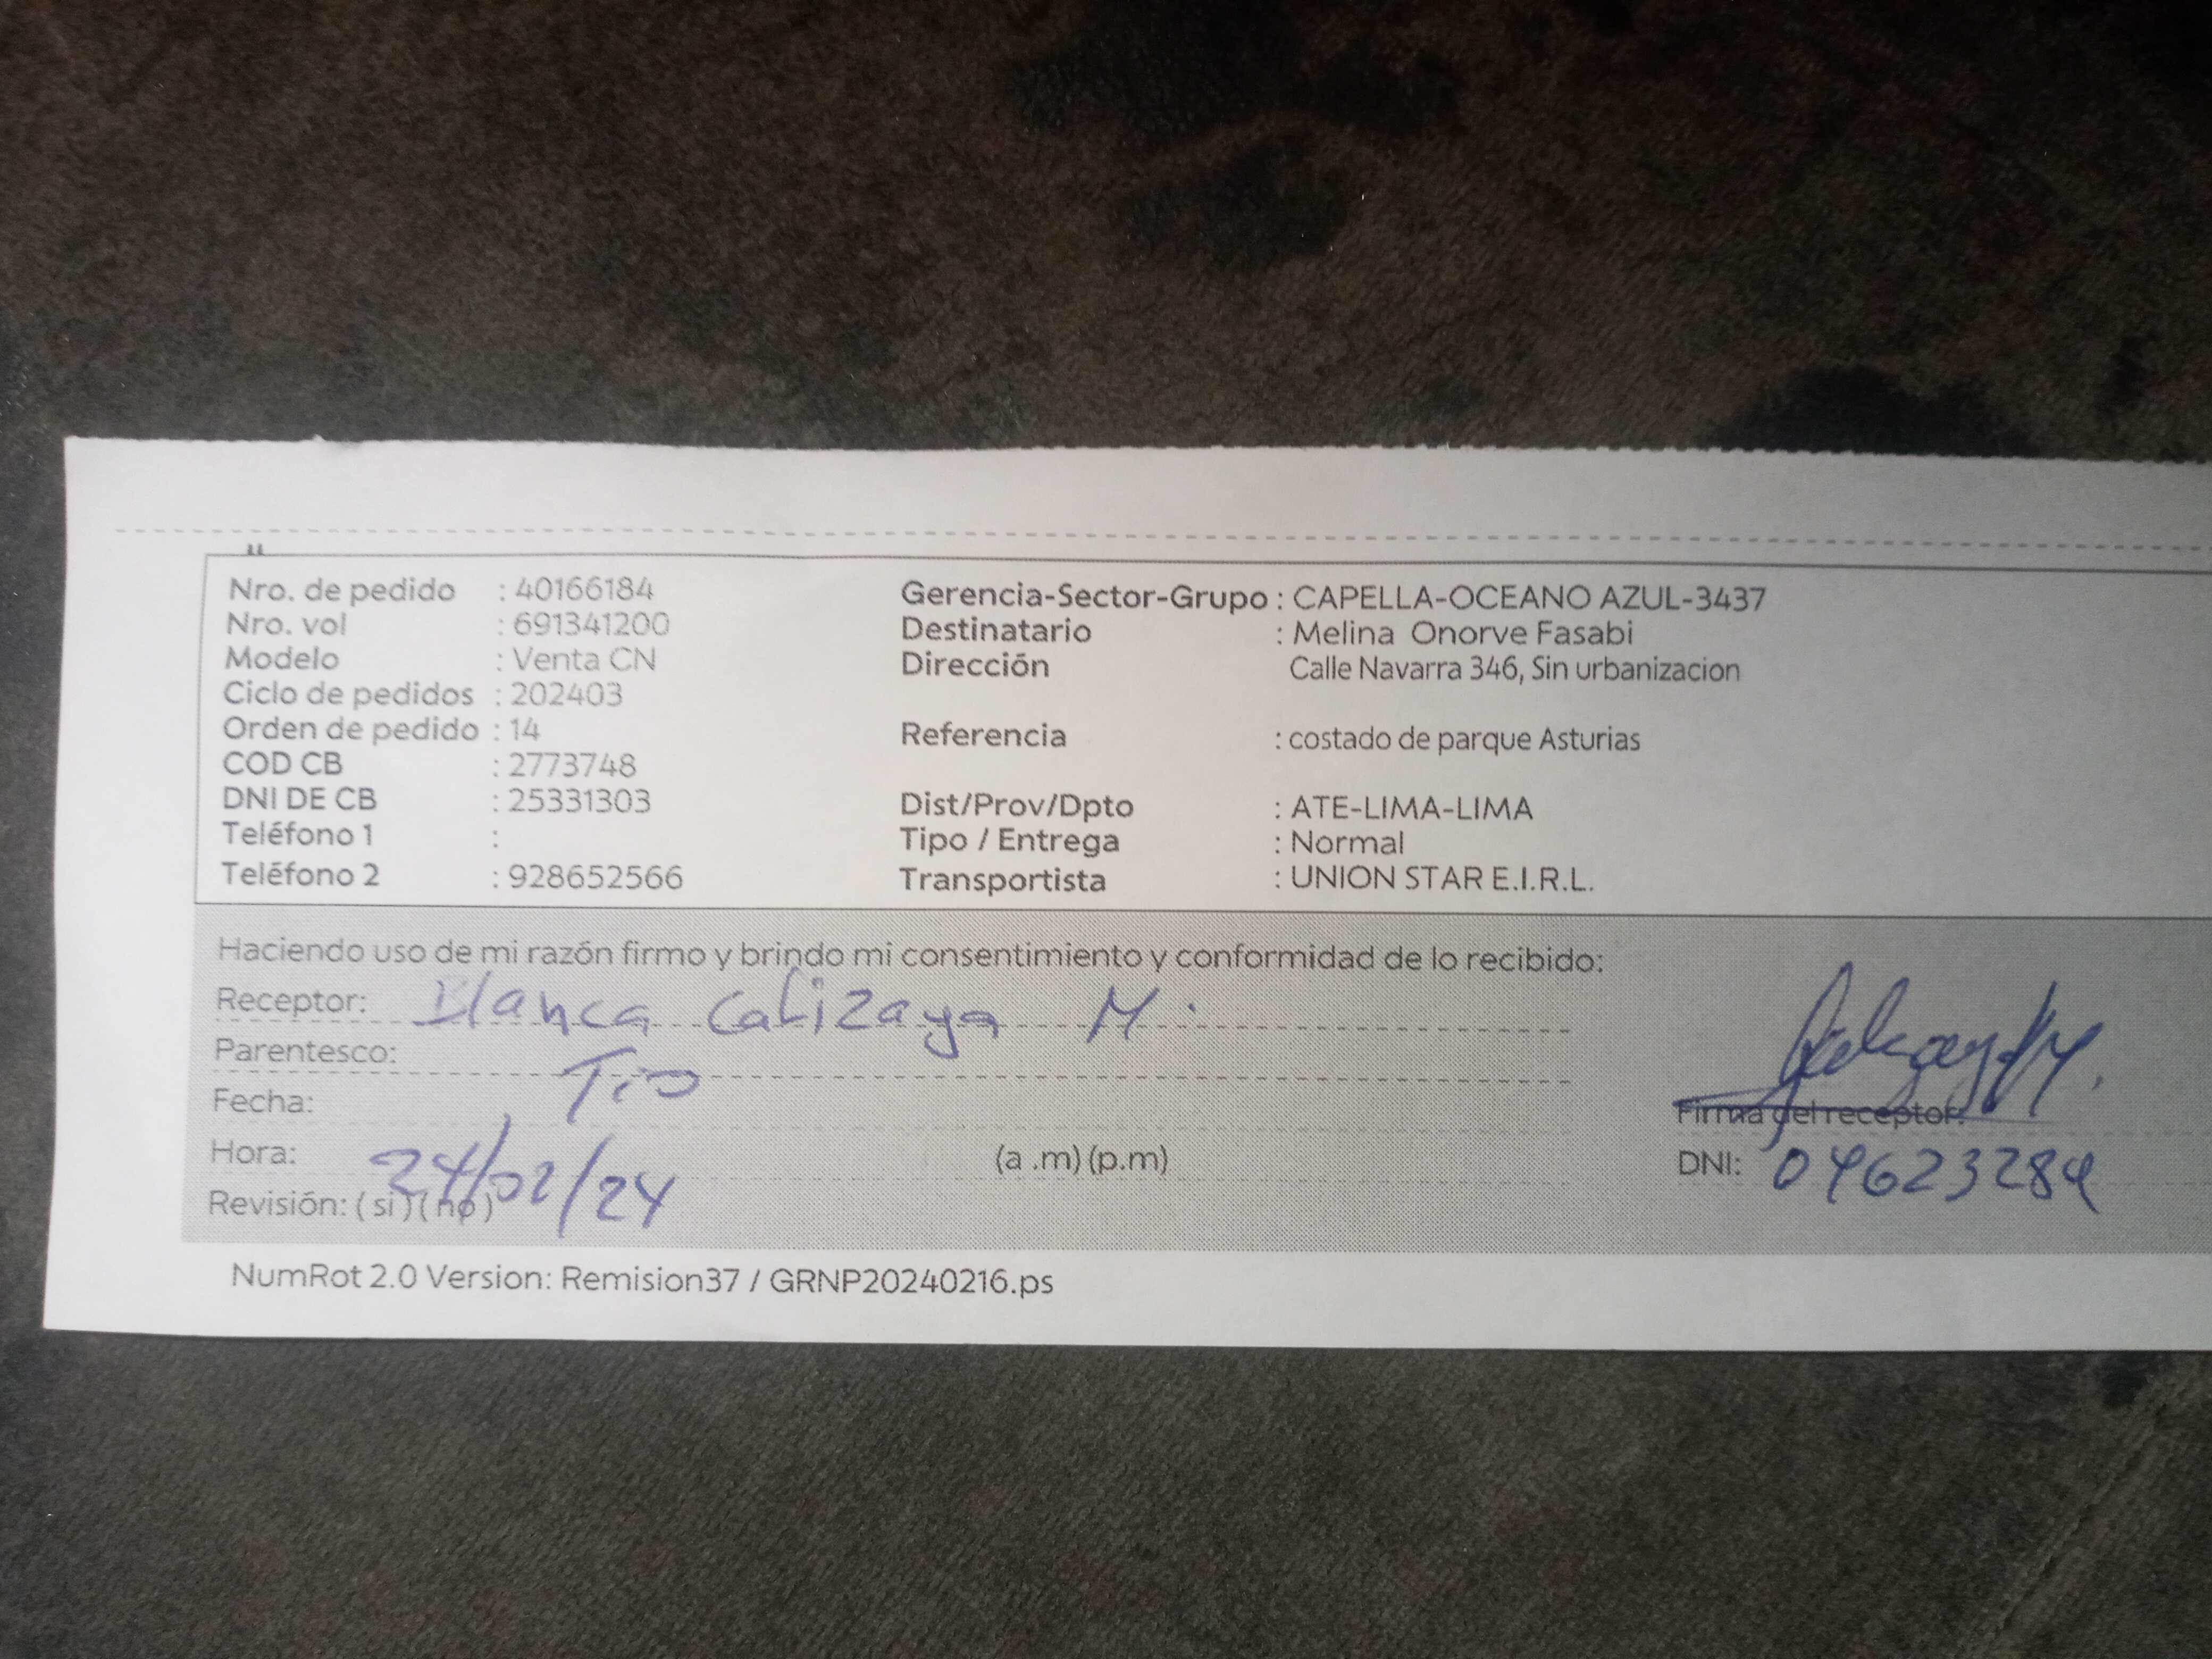 Nro. de pedido : 40166184
Nro. vol : 691341200
Modelo : Venta CN
Ciclo de pedidos : 202403
Orden de pedido : 14
COD CB : 2773748
DNI DE CB : 25331303
Teléfono 1 :
Teléfono 2 : 928652566
Gerencia-Sector-Grupo : CAPELLA-OCEANO AZUL-3437
Destinatario : Melina Onorve Fasabi
Dirección Calle Navarra 346, Sin urbanizacion
Referencia : costado de parque Asturias
Dist/Prov/Dpto : ATE-LIMA-LIMA
Tipo / Entrega : Normal
Transportista : UNION STAR E.I.R.L.
Haciendo uso de mi razón firmo y brindo mi consentimiento y conformidad de lo recibido:
Receptor: Blanca Calizaya M.
Parentesco: Tio
Fecha:
Hora: 24/02/24 (a .m) (p.m)
Revisión: ( si ) ( no )
Firma del receptor:
DNI:
NumRot 2.0 Version: Remision37 / GRNP20240216.ps